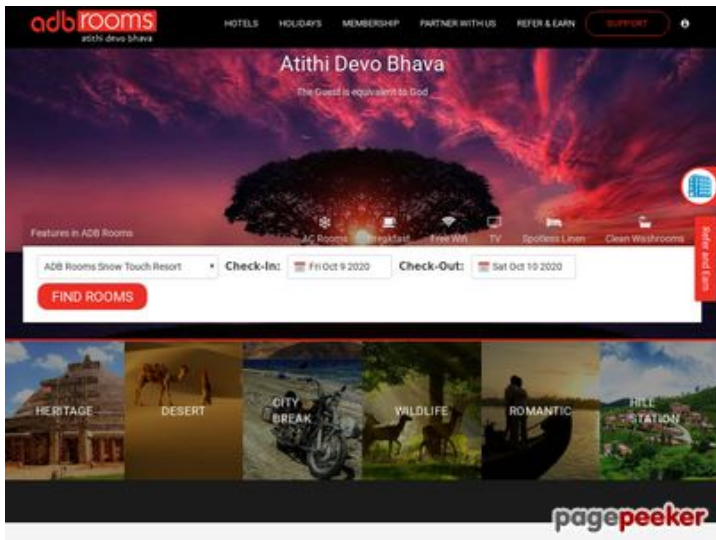 adb rooms
atithi devo bhava
HOTELS HOLIDAYS MEMBERSHIP PARTNER WITH US REFER & EARN SUPPORT
Atithi Devo Bhava
The Guest is equivalent to God
Features in ADB Rooms
AC Rooms Breakfast Free Wifi TV Spotless Linen Clean Washrooms
Refer and Earn
ADB Rooms Snow Touch Resort Check-In: Fri Oct 9 2020 Check-Out: Sat Oct 10 2020
FIND ROOMS
HERITAGE DESERT CITY BREAK WILDLIFE ROMANTIC HILL STATION
pagepeeker